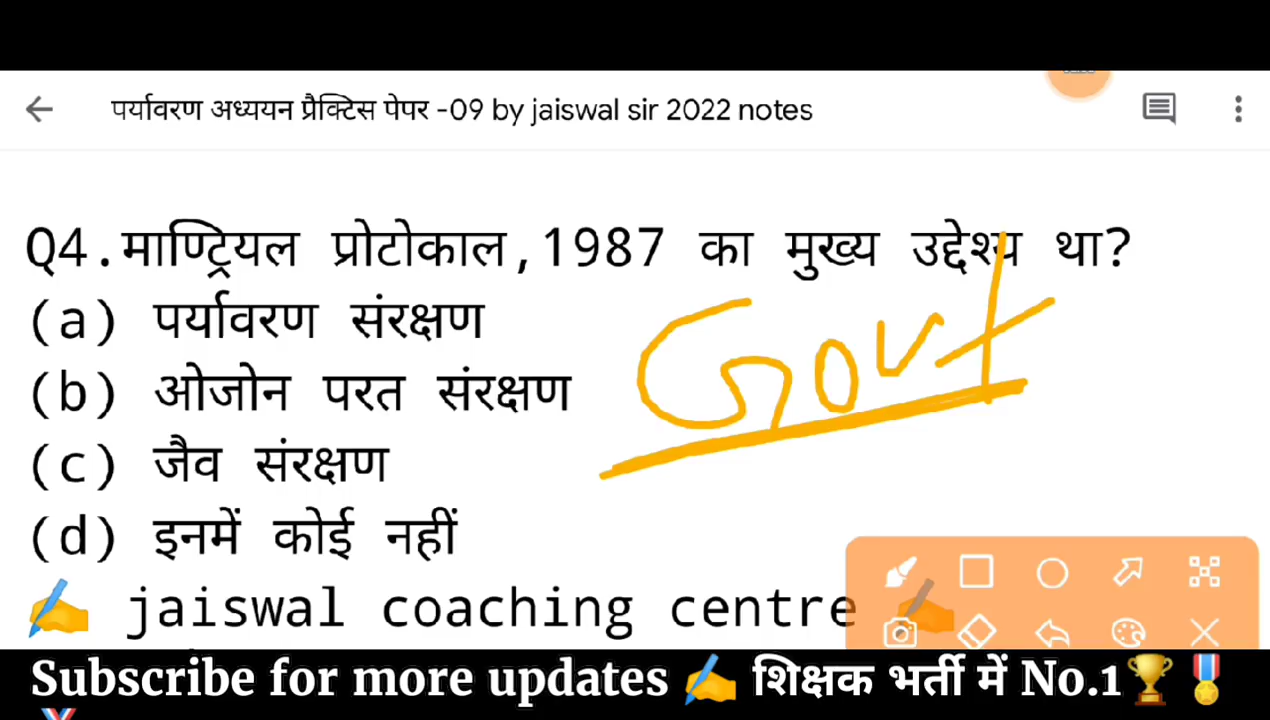 पर्यावरण अध्ययन प्रैक्टिस पेपर -09 by jaiswal sir 2022 notes
Q4.माण्ट्रियल प्रोटोकाल,1987 का मुख्य उद्देश्य था?
(a) पर्यावरण संरक्षण
(b) ओजोन परत संरक्षण
Govt
(c) जैव संरक्षण
(d) इनमें कोई नहीं
✍️ jaiswal coaching centre ✍️
Subscribe for more updates ✍️ शिक्षक भर्ती में No.1🏆🏅